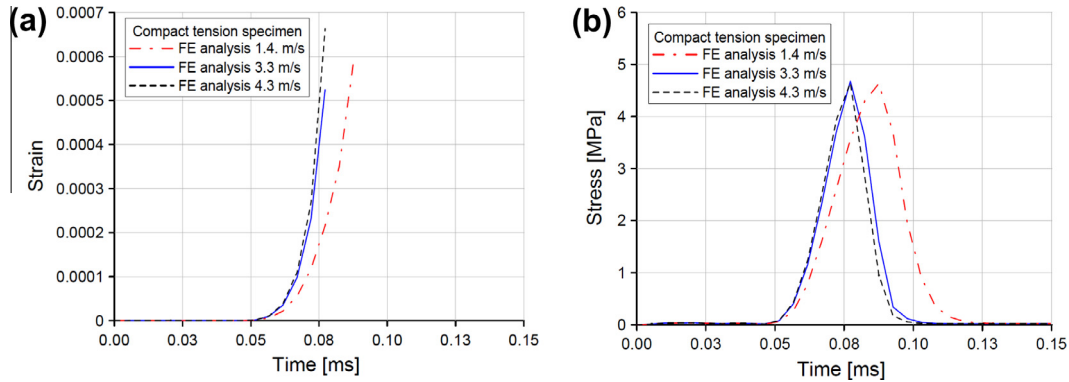 (a)
0.0007
0.0006
0.0005
0.0004
0.0003
0.0002
0.0001
0
Strain
Compact tension specimen
FE analysis 1.4. m/s
FE analysis 3.3 m/s
FE analysis 4.3 m/s
0.00 0.03 0.05 0.08 0.10 0.13 0.15
Time [ms]
(b)
6
5
4
3
2
1
0
Stress [MPa]
Compact tension specimen
FE analysis 1.4 m/s
FE analysis 3.3 m/s
FE analysis 4.3 m/s
0.00 0.03 0.05 0.08 0.10 0.13 0.15
Time [ms]